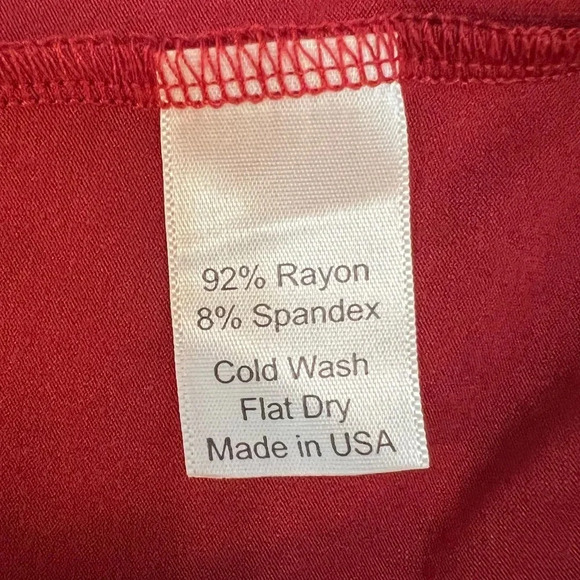 92% Rayon
8% Spandex
Cold Wash
Flat Dry
Made in USA